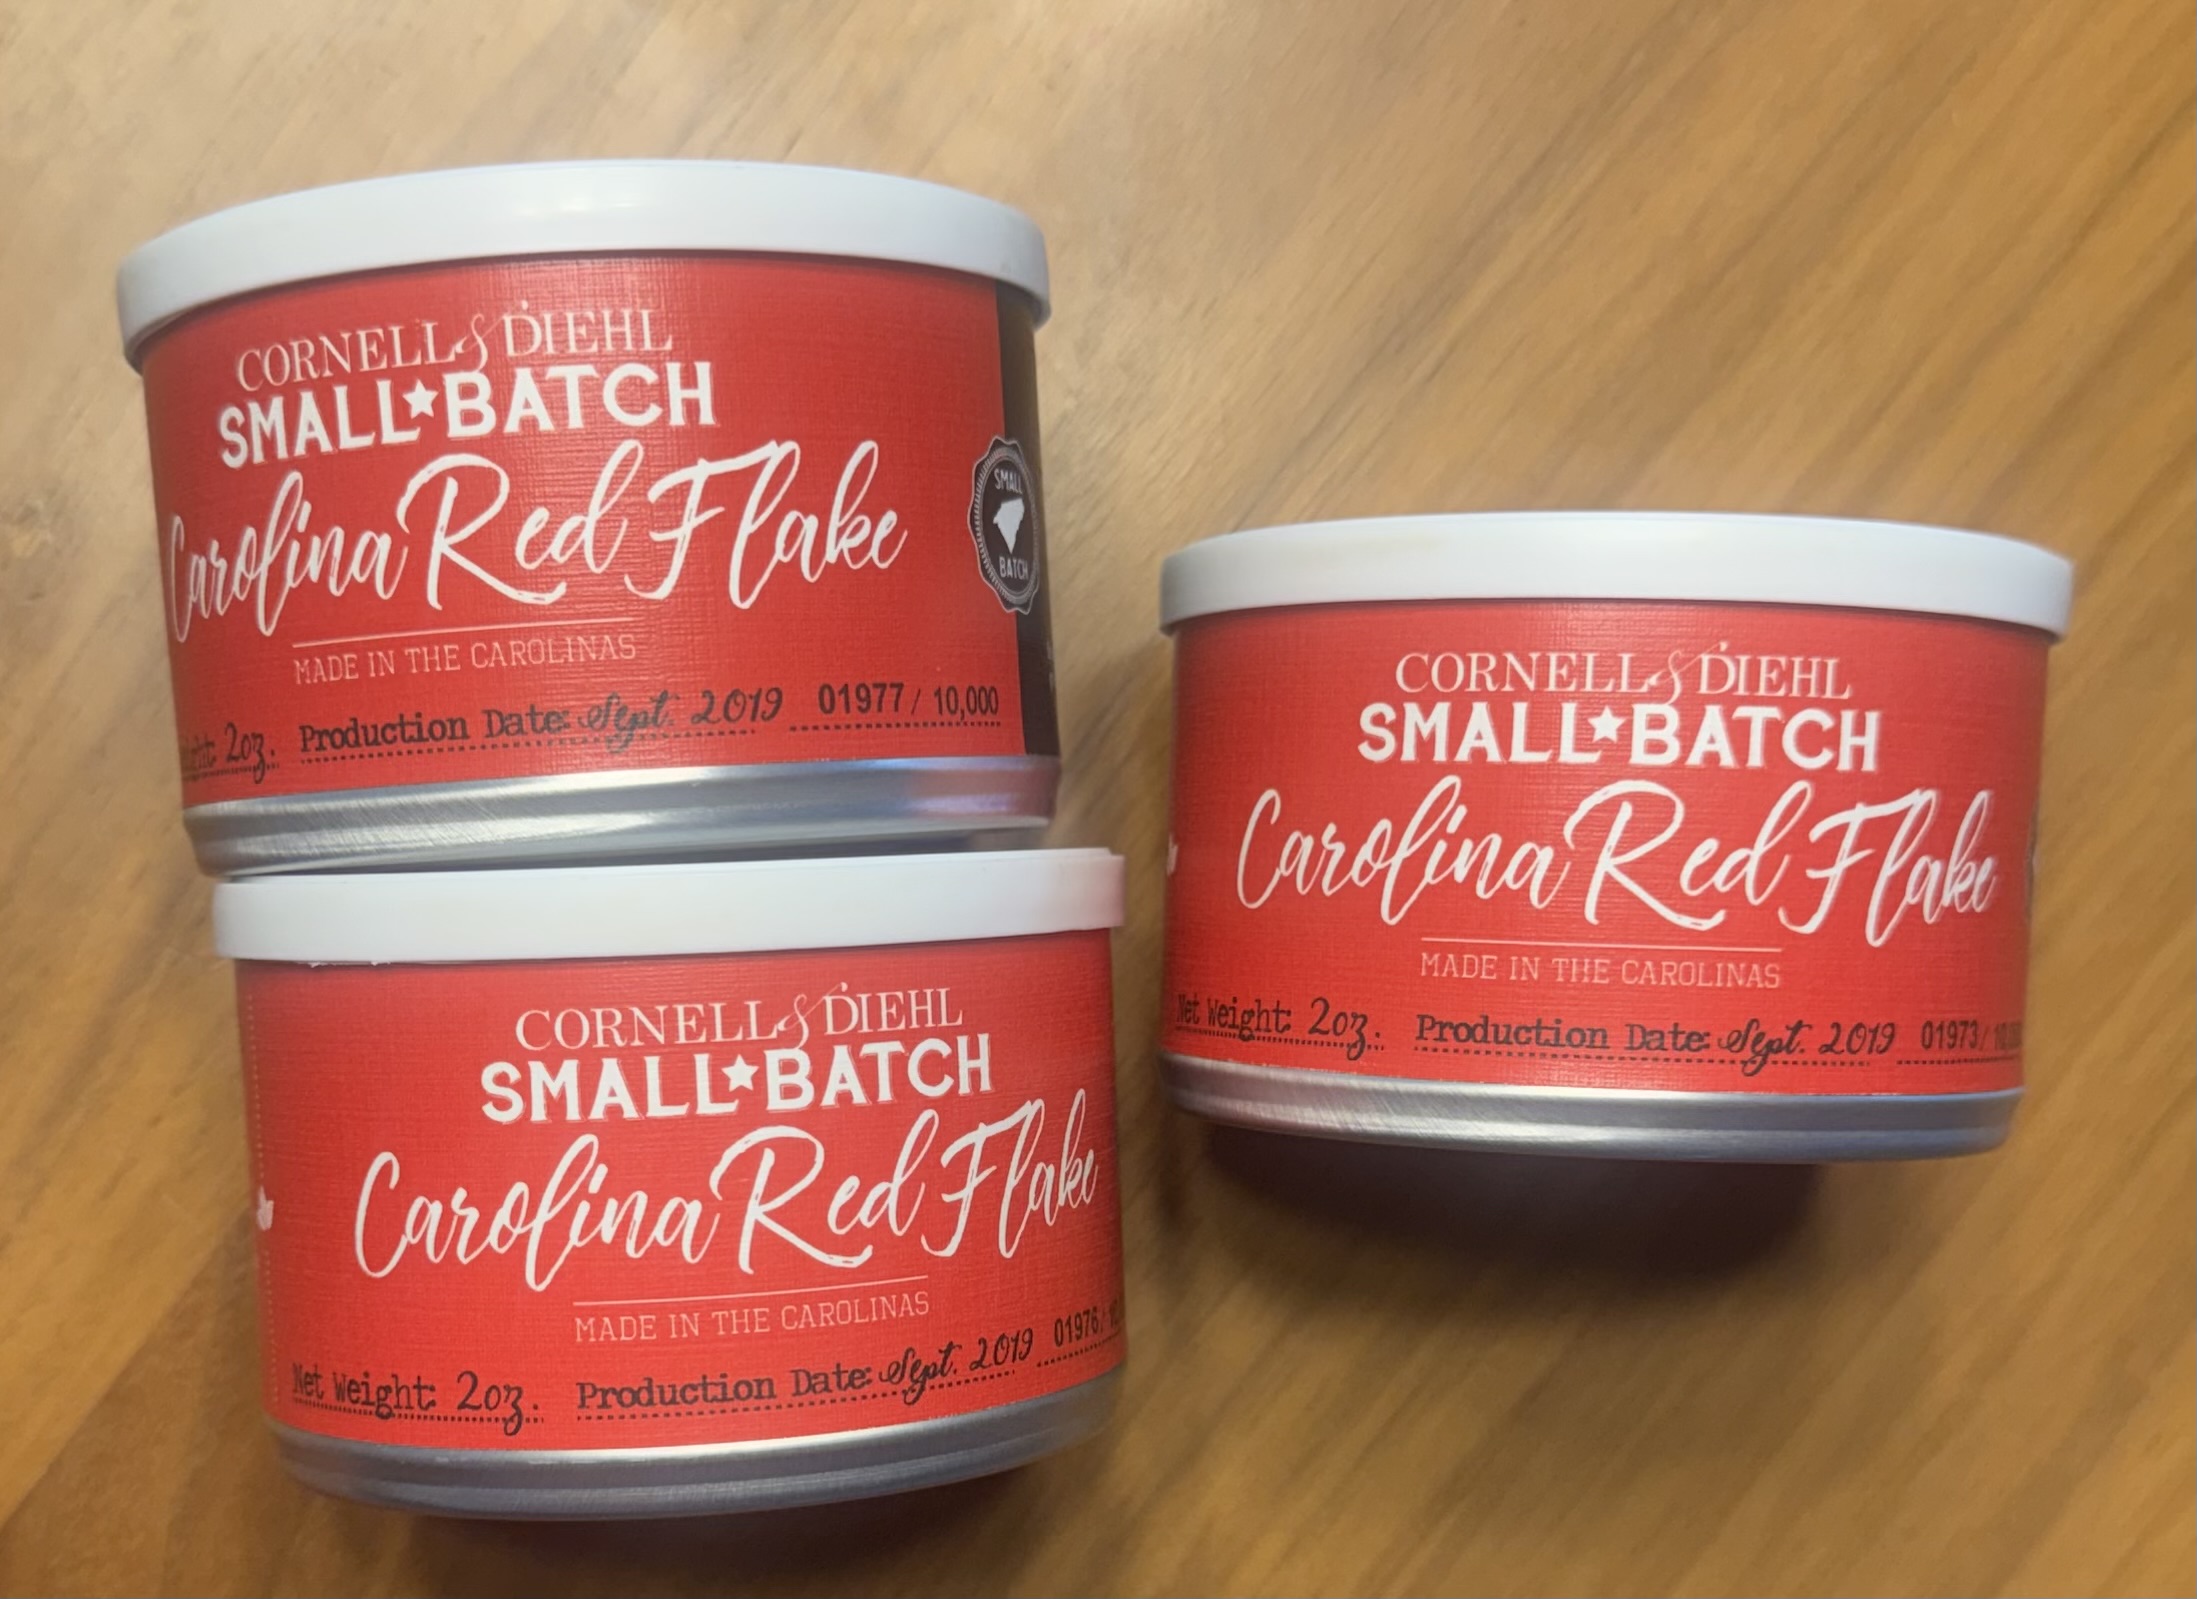 CORNELL & DIEHL
SMALL★BATCH
Carolina Red Flake
MADE IN THE CAROLINAS
2oz. Production Date: Sept. 2019 01977 / 10,000
SMALL
BATCH
CORNELL & DIEHL
SMALL★BATCH
Carolina Red Flake
MADE IN THE CAROLINAS
Net Weight: 2oz. Production Date: Sept. 2019 01976 /
CORNELL & DIEHL
SMALL★BATCH
Carolina Red Flake
MADE IN THE CAROLINAS
Net Weight: 2oz. Production Date: Sept. 2019 01973 /